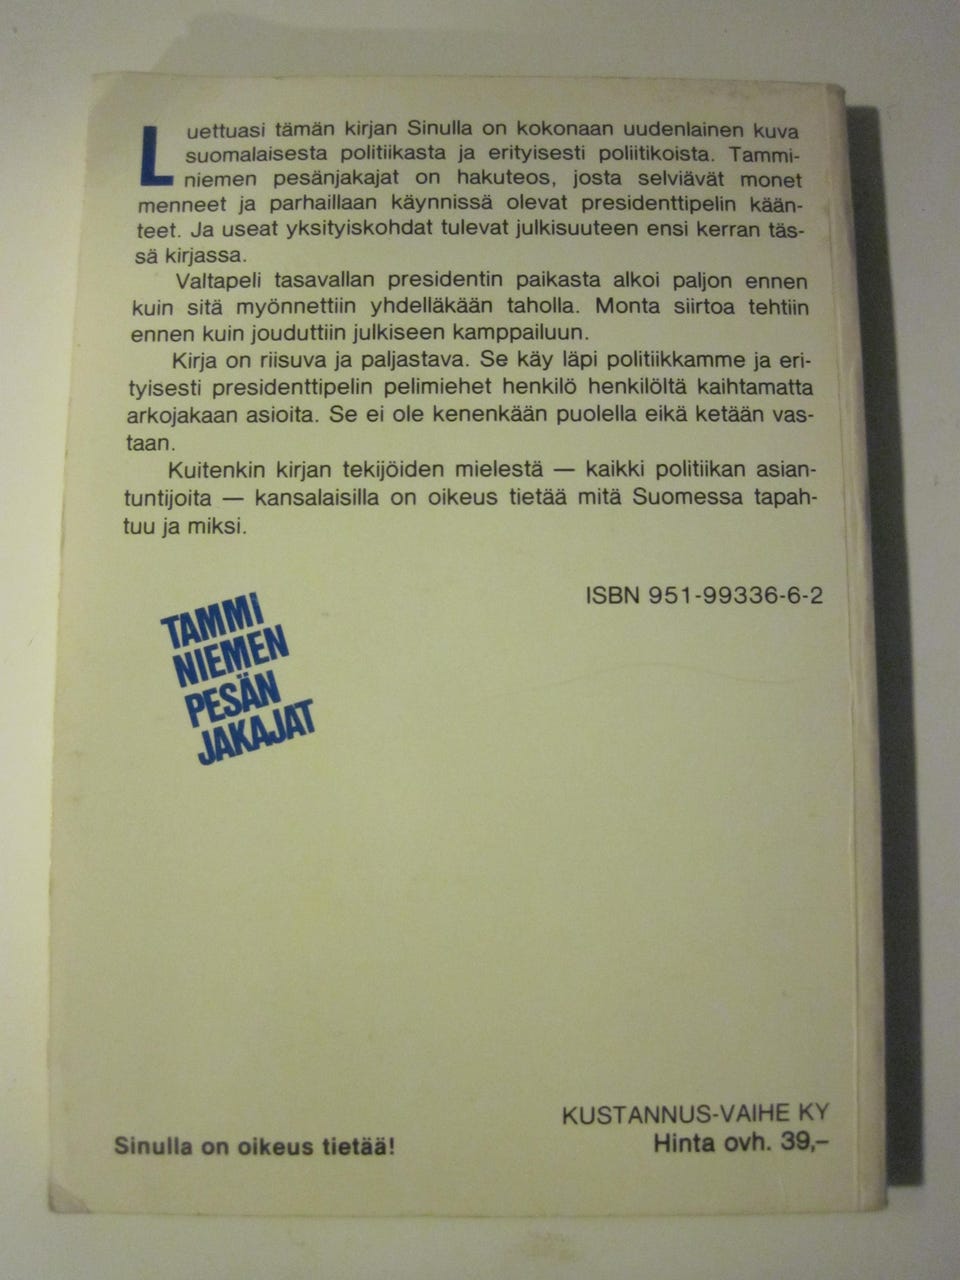 Luettuasi tämän kirjan Sinulla on kokonaan uudenlainen kuva
suomalaisesta politiikasta ja erityisesti poliitikoista. Tammi-
niemen pesänjakajat on hakuteos, josta selviävät monet
menneet ja parhaillaan käynnissä olevat presidenttipelin kään-
teet. Ja useat yksityiskohdat tulevat julkisuuteen ensi kerran täs-
sä kirjassa.
Valtapeli tasavallan presidentin paikasta alkoi paljon ennen
kuin sitä myönnettiin yhdelläkään taholla. Monta siirtoa tehtiin
ennen kuin jouduttiin julkiseen kamppailuun.
Kirja on riisuva ja paljastava. Se käy läpi politiikkamme ja eri-
tyisesti presidenttipelin pelimiehet henkilö henkilöltä kaihtamatta
arkojakaan asioita. Se ei ole kenenkään puolella eikä ketään vas-
taan.
Kuitenkin kirjan tekijöiden mielestä — kaikki politiikan asian-
tuntijoita — kansalaisilla on oikeus tietää mitä Suomessa tapah-
tuu ja miksi.
ISBN 951-99336-6-2
TAMMI
NIEMEN
PESÄN
JAKAJAT
KUSTANNUS-VAIHE KY
Sinulla on oikeus tietää!
Hinta ovh. 39,–